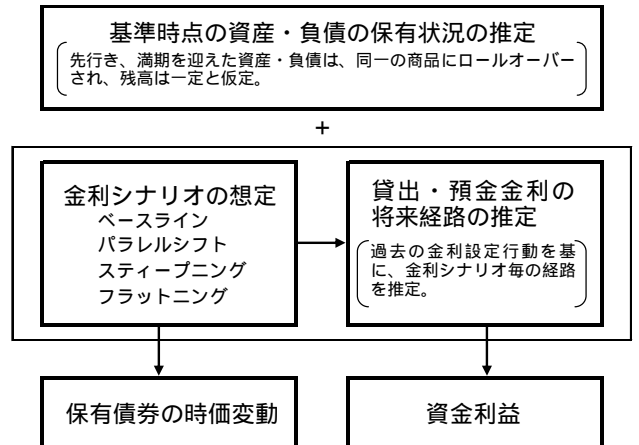 基準時点の資産・負債の保有状況の推定
先行き、満期を迎えた資産・負債は、同一の商品にロールオーバー
され、残高は一定と仮定。
+
金利シナリオの想定
ベースライン
パラレルシフト
スティープニング
フラットニング
貸出・預金金利の
将来経路の推定
過去の金利設定行動を基
に、金利シナリオ毎の経路
を推定。
保有債券の時価変動
資金利益